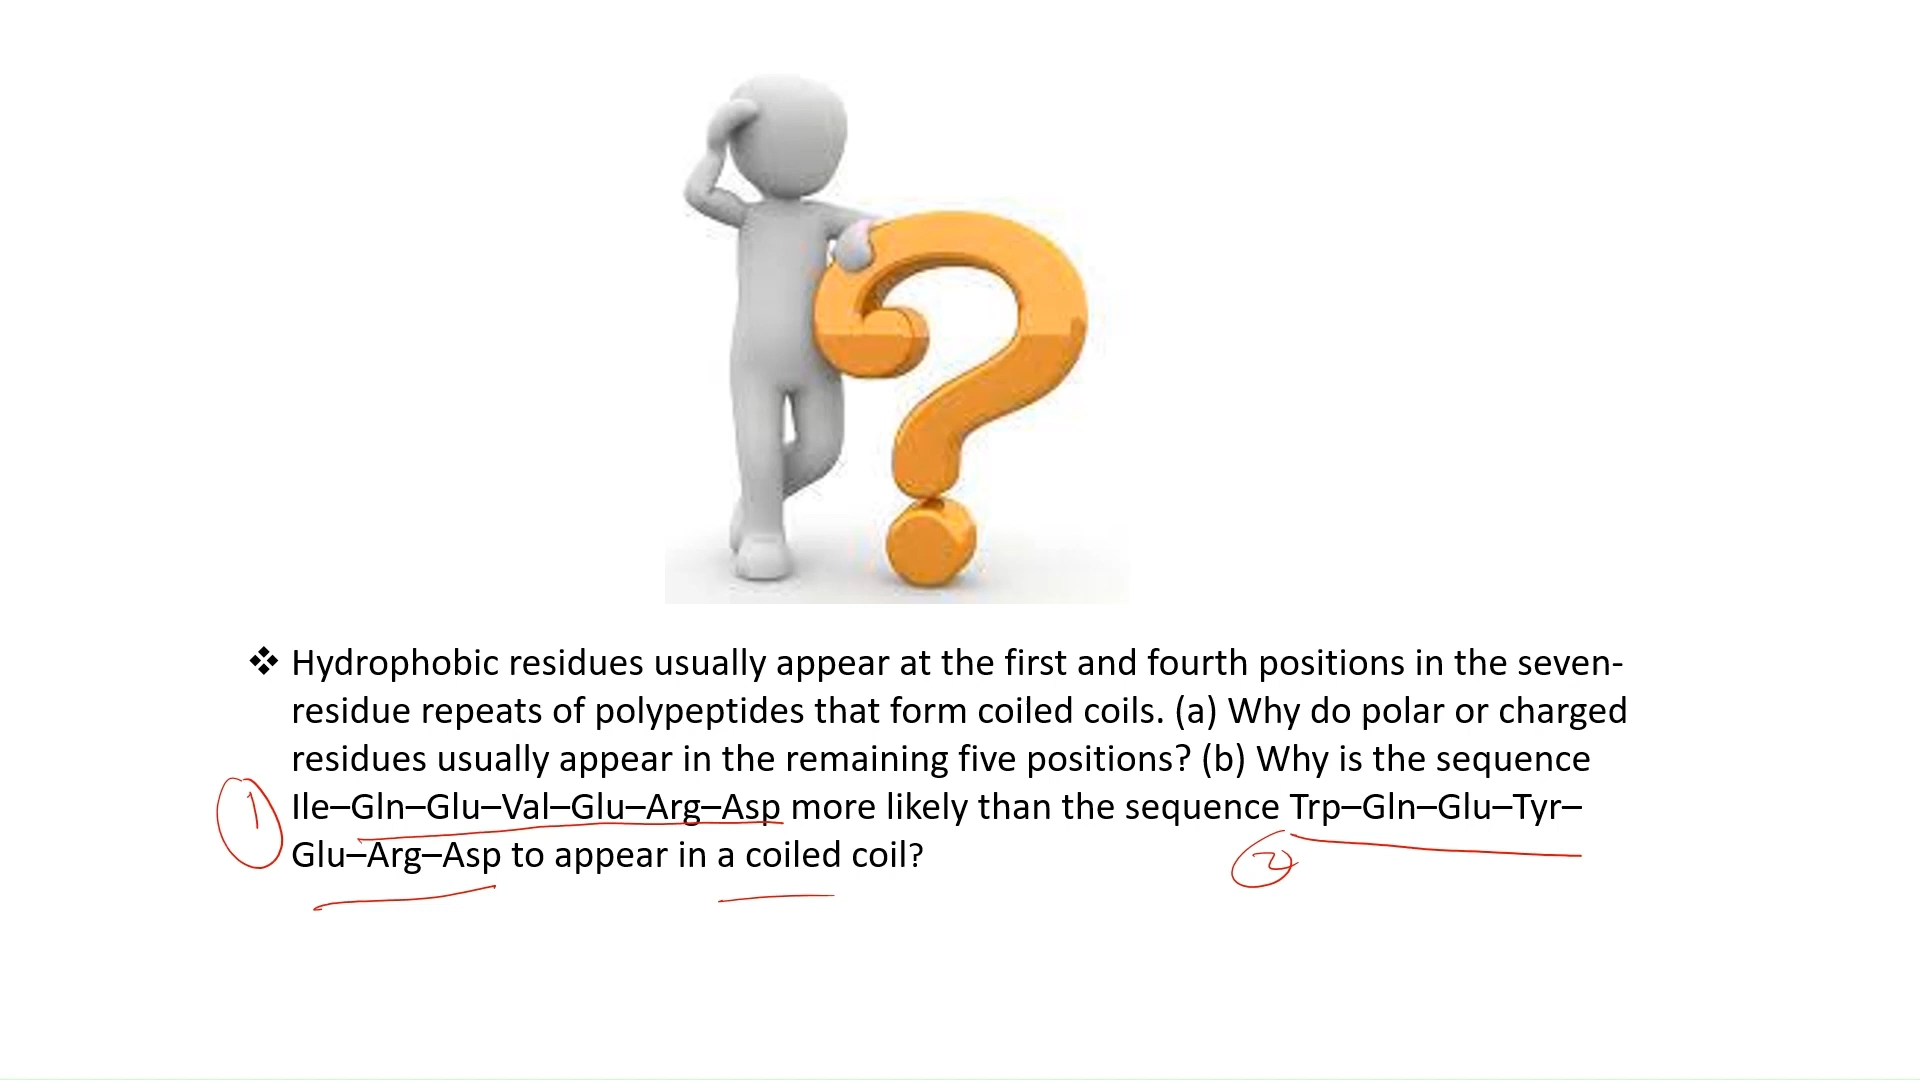 ❖ Hydrophobic residues usually appear at the first and fourth positions in the seven-
residue repeats of polypeptides that form coiled coils. (a) Why do polar or charged
residues usually appear in the remaining five positions? (b) Why is the sequence
1 Ile–Gln–Glu–Val–Glu–Arg–Asp more likely than the sequence Trp–Gln–Glu–Tyr–
Glu–Arg–Asp to appear in a coiled coil?
2